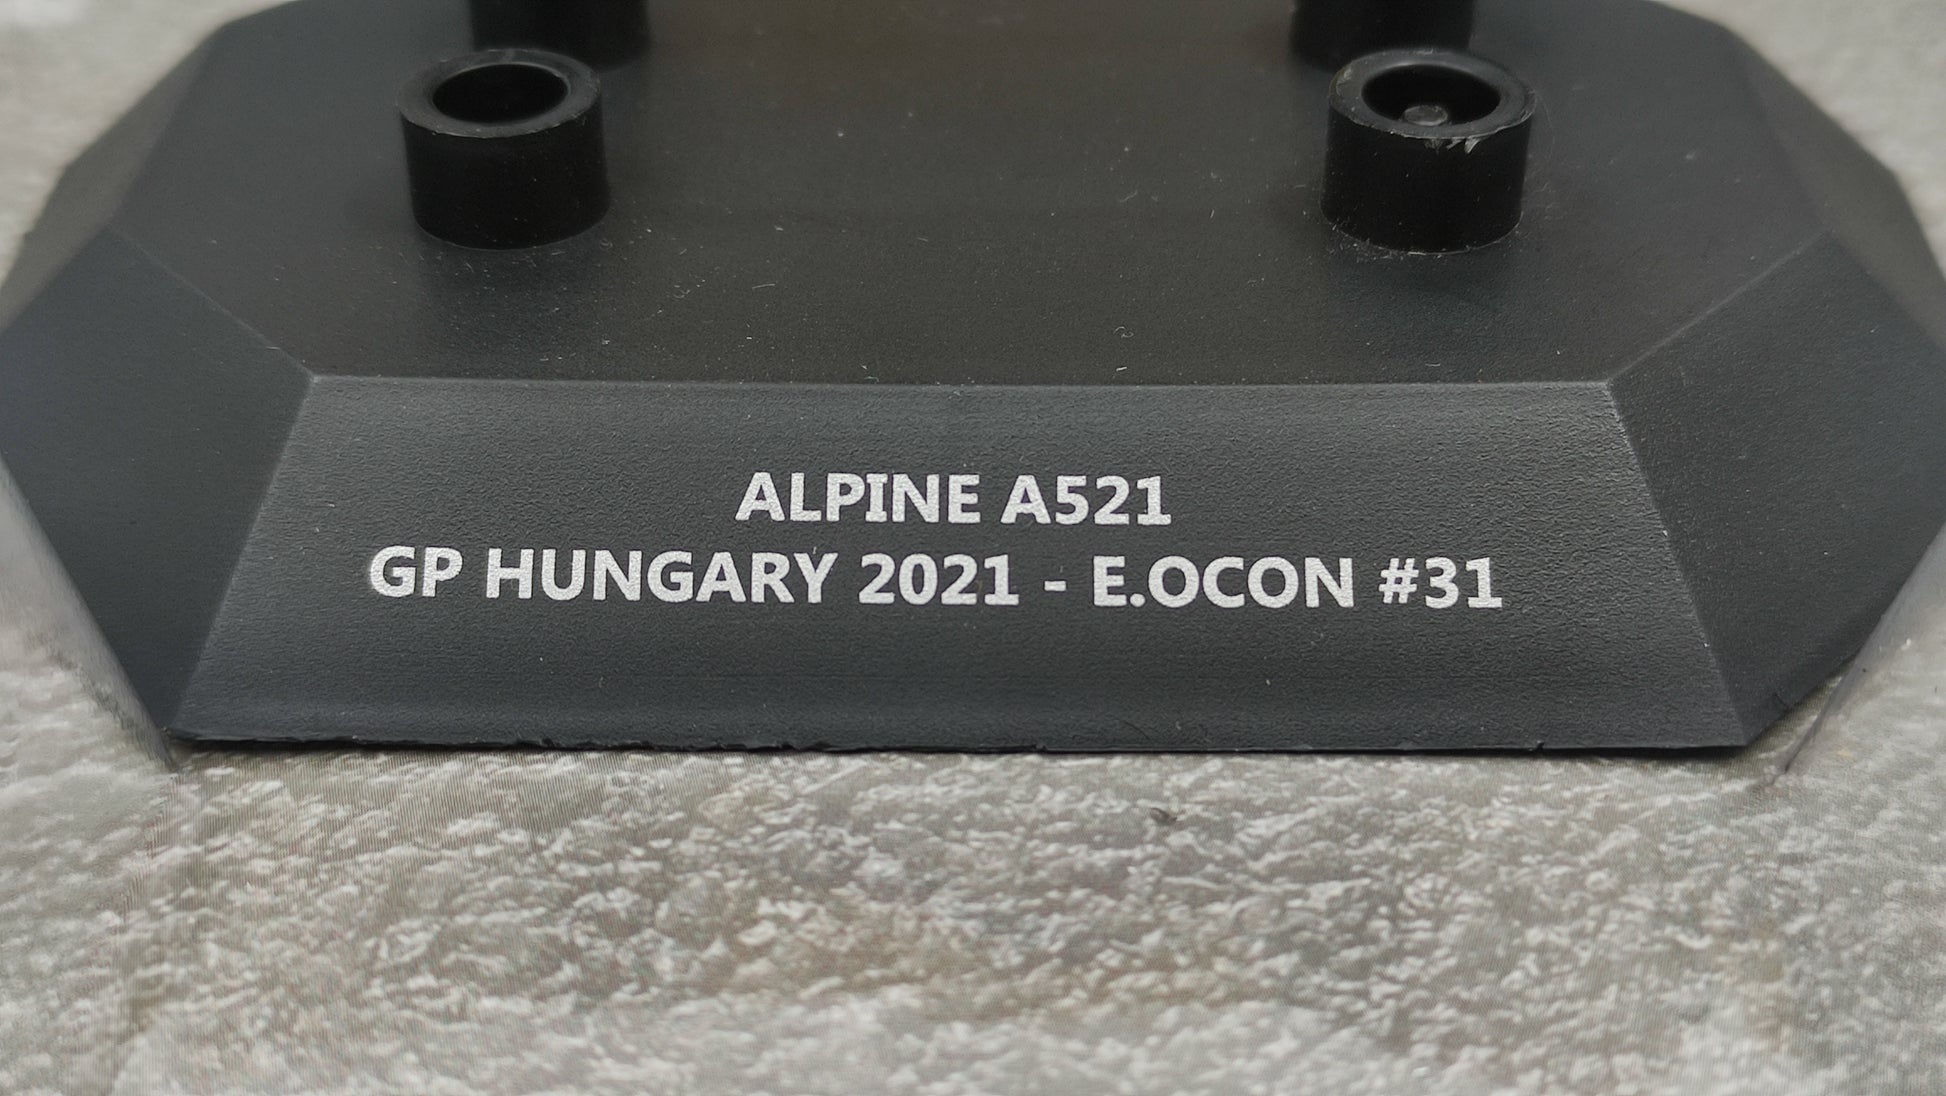 ALPINE A521
GP HUNGARY 2021 - E.OCON #31